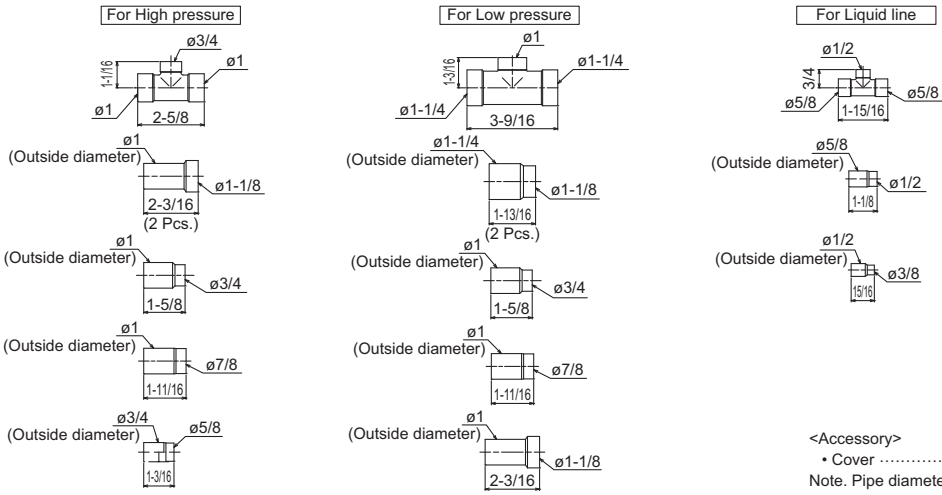 For High pressure
ø3/4
ø1
1-1/16
ø1
2-5/8
ø1
(Outside diameter)
ø1-1/8
2-3/16
(2 Pcs.)
ø1
(Outside diameter)
ø3/4
1-5/8
ø1
(Outside diameter)
ø7/8
1-11/16
ø3/4
(Outside diameter)
ø5/8
1-3/16
For Low pressure
ø1
ø1-1/4
1-3/16
ø1-1/4
3-9/16
ø1-1/4
(Outside diameter)
ø1-1/8
1-13/16
(2 Pcs.)
ø1
(Outside diameter)
ø3/4
1-5/8
ø1
(Outside diameter)
ø7/8
1-11/16
ø1
(Outside diameter)
ø1-1/8
2-3/16
For Liquid line
ø1/2
3/4
ø5/8
ø5/8
1-15/16
ø5/8
(Outside diameter)
ø1/2
1-1/8
ø1/2
(Outside diameter)
ø3/8
15/16
<Accessory>
• Cover ············
Note. Pipe diamete